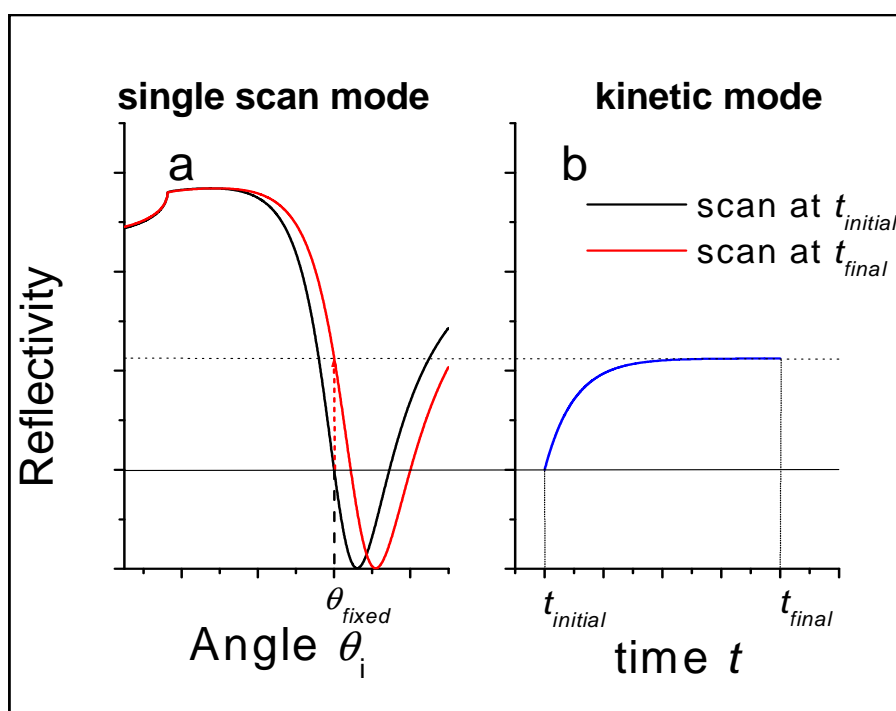 single scan mode
kinetic mode
a
b
scan at t_initial
scan at t_final
Reflectivity
θ_fixed
Angle θ_i
t_initial
t_final
time t